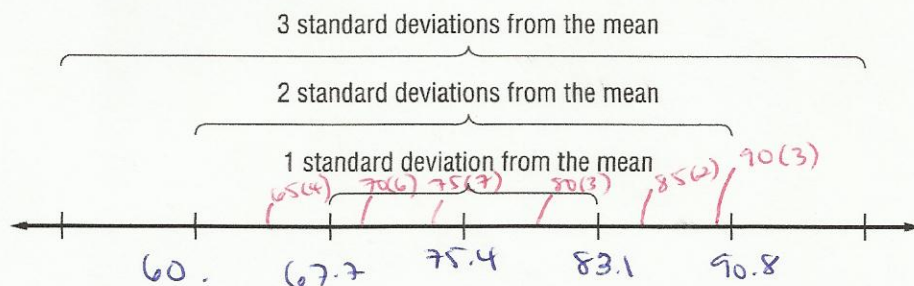 3 standard deviations from the mean
2 standard deviations from the mean
1 standard deviation from the mean
65(4) 70(6) 75(7) 80(3) 85(2) 90(3)
60. 67.7 75.4 83.1 90.8